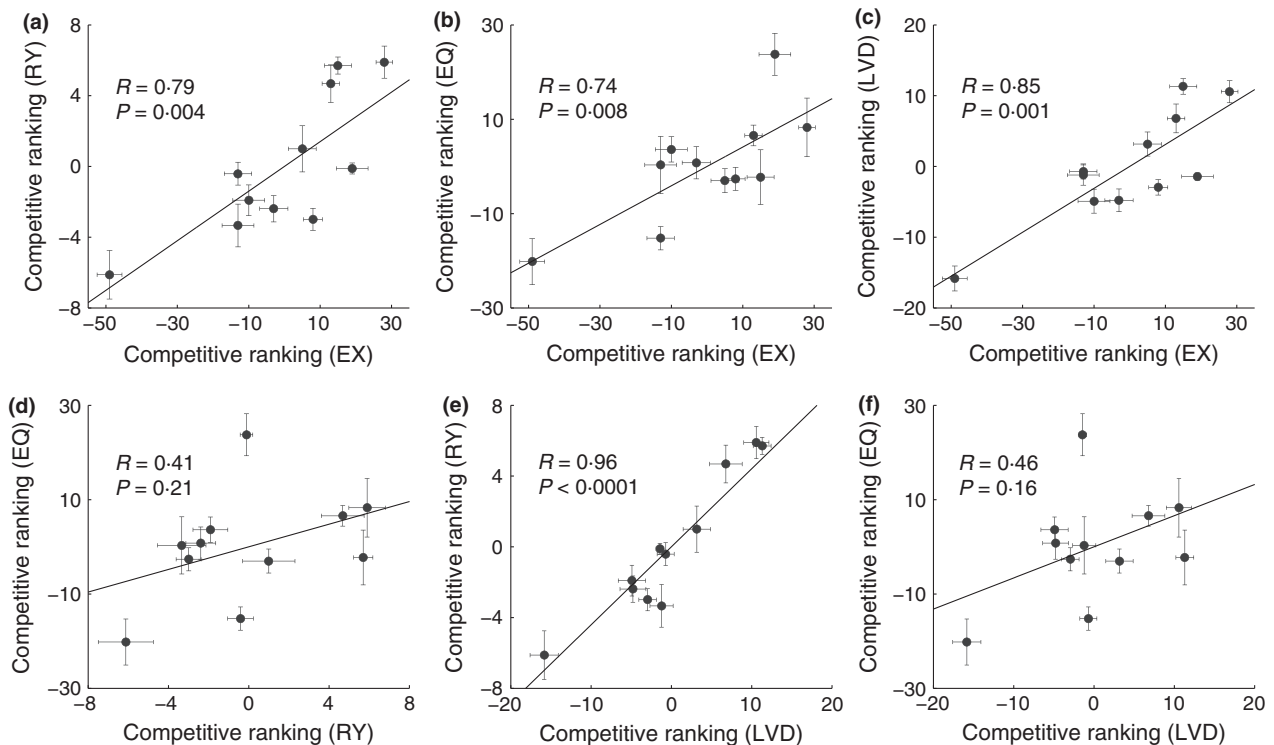 (a)
Competitive ranking (RY)
8
4
0
−4
−8
R = 0·79
P = 0·004
−50 −30 −10 10 30
Competitive ranking (EX)
(b)
Competitive ranking (EQ)
30
10
−10
−30
R = 0·74
P = 0·008
−50 −30 −10 10 30
Competitive ranking (EX)
(c)
Competitive ranking (LVD)
20
10
0
−10
−20
R = 0·85
P = 0·001
−50 −30 −10 10 30
Competitive ranking (EX)
(d)
Competitive ranking (EQ)
30
10
−10
−30
R = 0·41
P = 0·21
−8 −4 0 4 8
Competitive ranking (RY)
(e)
Competitive ranking (RY)
8
4
0
−4
−8
R = 0·96
P < 0·0001
−20 −10 0 10 20
Competitive ranking (LVD)
(f)
Competitive ranking (EQ)
30
10
−10
−30
R = 0·46
P = 0·16
−20 −10 0 10 20
Competitive ranking (LVD)